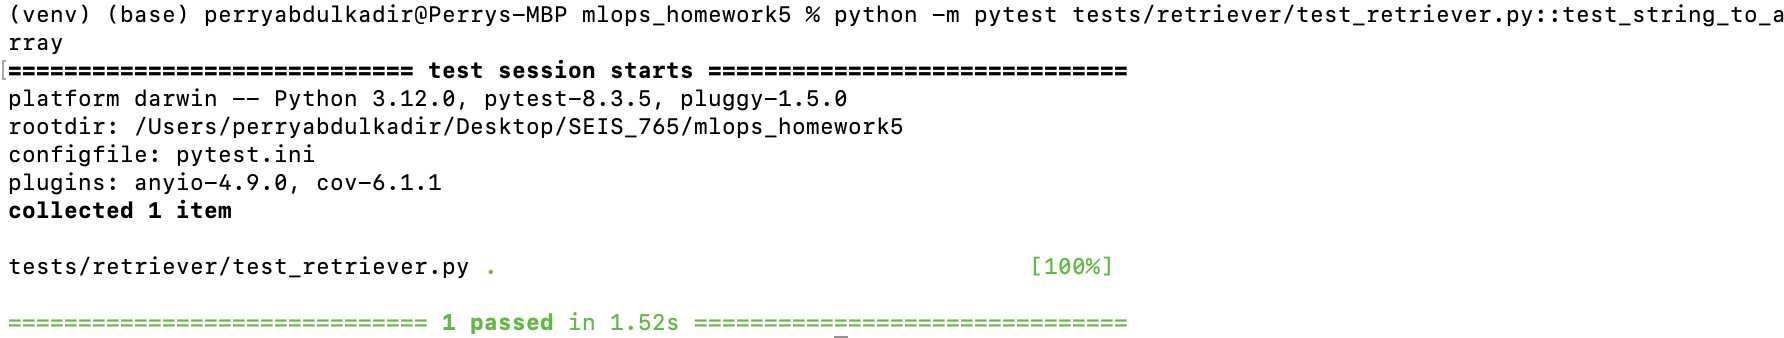 (venv) (base) perryabdulkadir@Perrys-MBP mlops_homework5 % python -m pytest tests/retriever/test_retriever.py::test_string_to_a
rray
[============================= test session starts ==============================
platform darwin -- Python 3.12.0, pytest-8.3.5, pluggy-1.5.0
rootdir: /Users/perryabdulkadir/Desktop/SEIS_765/mlops_homework5
configfile: pytest.ini
plugins: anyio-4.9.0, cov-6.1.1
collected 1 item
tests/retriever/test_retriever.py . [100%]
============================== 1 passed in 1.52s ===============================